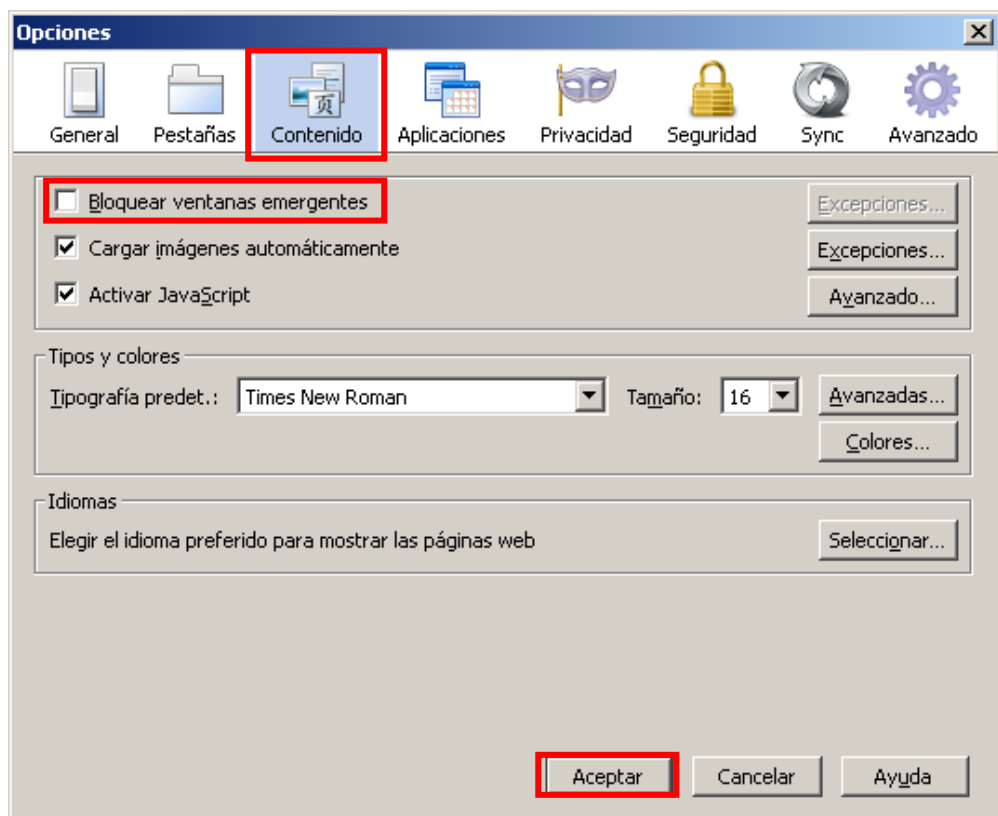 Opciones
General Pestañas Contenido Aplicaciones Privacidad Seguridad Sync Avanzado
Bloquear ventanas emergentes Excepciones...
Cargar imágenes automáticamente Excepciones...
Activar JavaScript Avanzado...
Tipos y colores
Tipografía predet.: Times New Roman Tamaño: 16 Avanzadas...
Colores...
Idiomas
Elegir el idioma preferido para mostrar las páginas web Seleccionar...
Aceptar Cancelar Ayuda
页